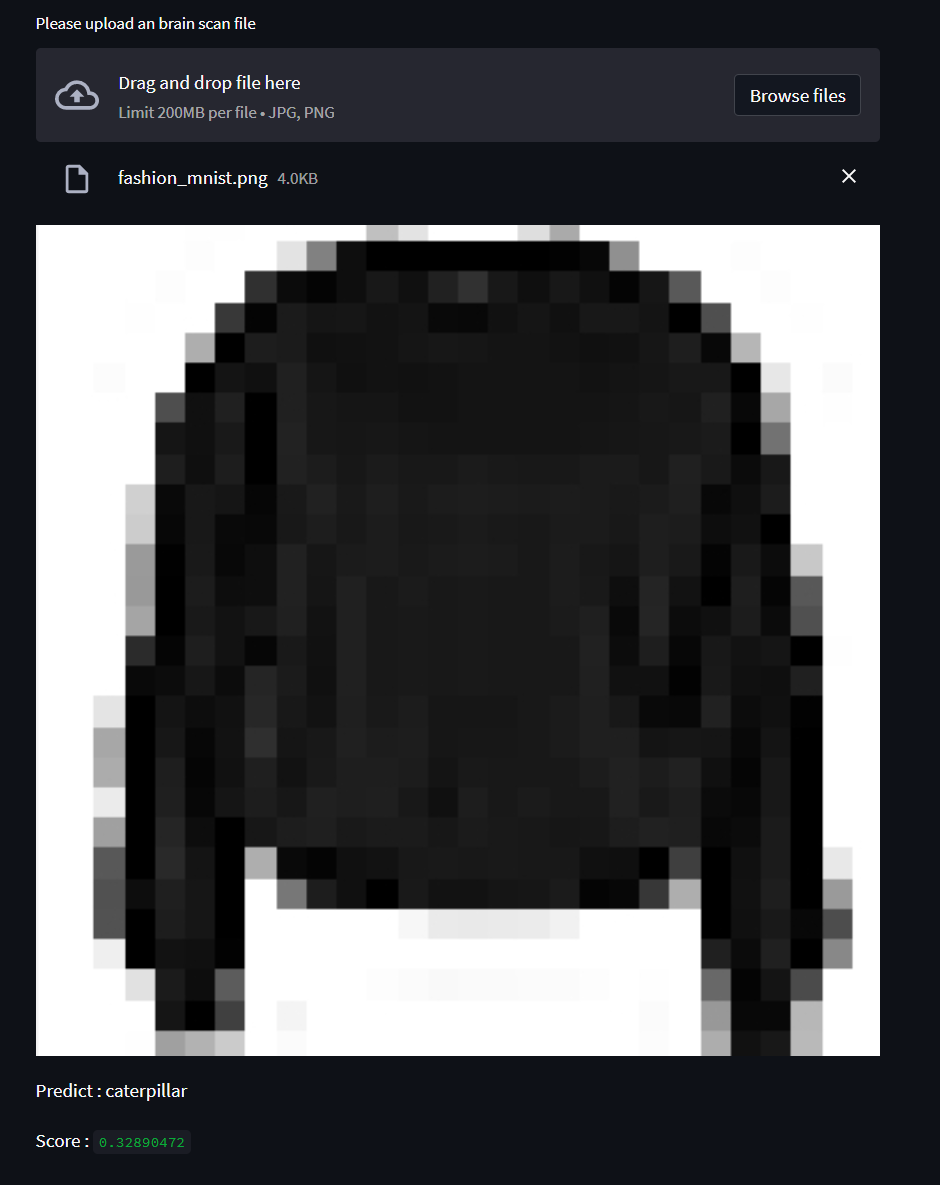 Please upload an brain scan file
Drag and drop file here
Limit 200MB per file • JPG, PNG
Browse files
fashion_mnist.png 4.0KB
Predict : caterpillar
Score : 0.32890472